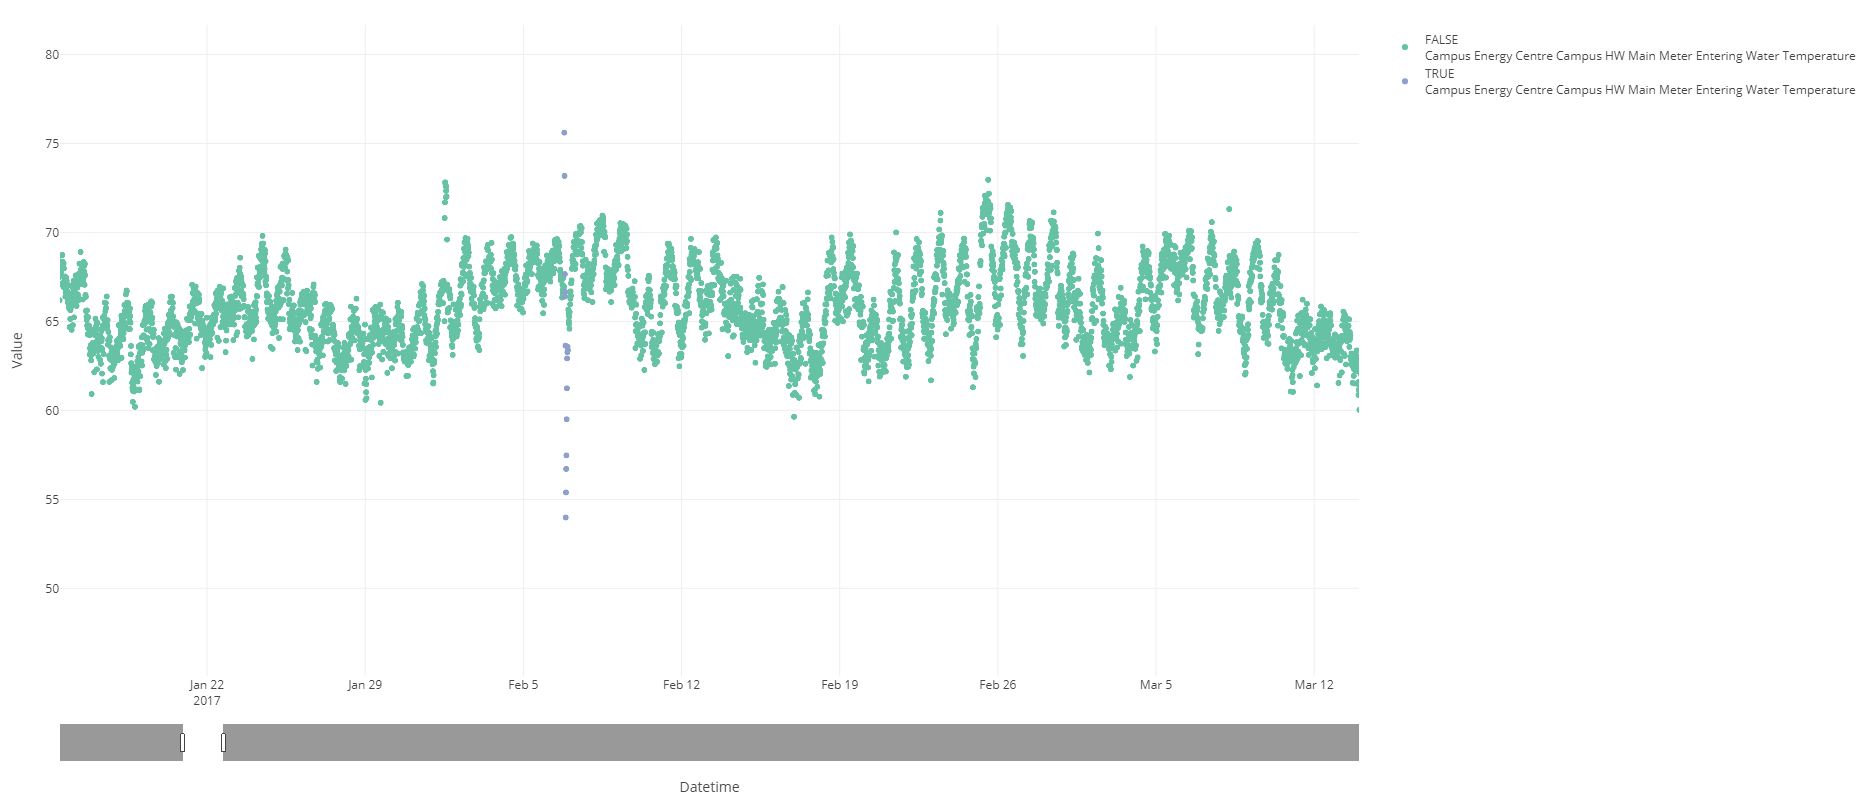 80
75
70
65
60
55
50
Value
Jan 22
2017
Jan 29
Feb 5
Feb 12
Feb 19
Feb 26
Mar 5
Mar 12
Datetime
FALSE
Campus Energy Centre Campus HW Main Meter Entering Water Temperature
TRUE
Campus Energy Centre Campus HW Main Meter Entering Water Temperature